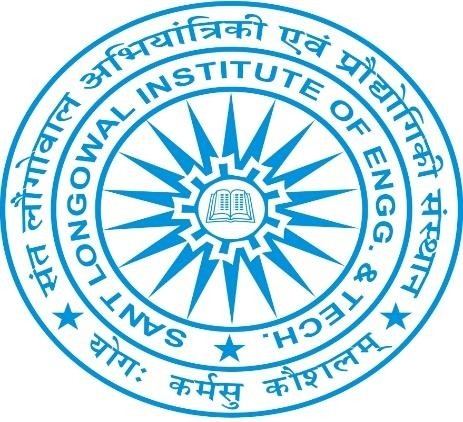 संत लौंगोवाल अभियांत्रिकी एवं प्रौद्योगिकी संस्थान
SANT LONGOWAL INSTITUTE OF ENGG. & TECH.
योगः कर्मसु कौशलम्